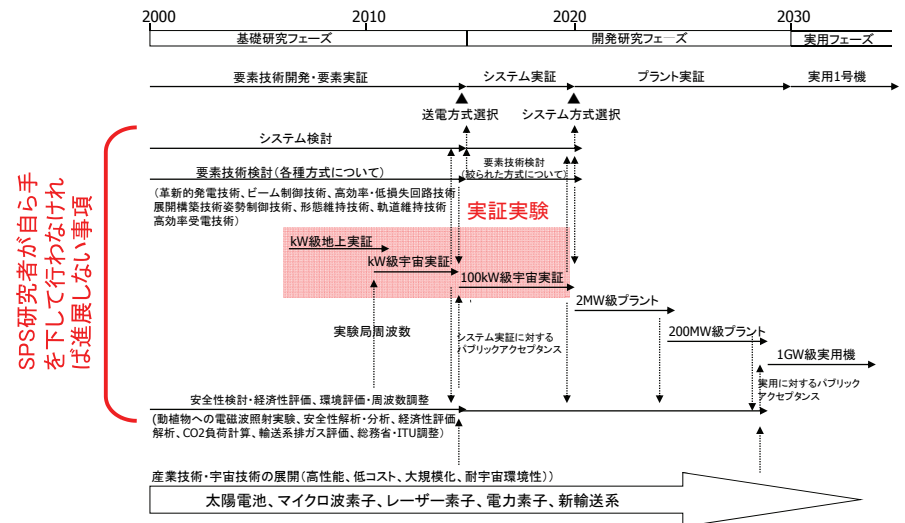 2000
2010
2020
2030
基礎研究フェーズ
開発研究フェーズ
実用フェーズ
要素技術開発・要素実証
システム実証
プラント実証
実用1号機
送電方式選択
システム方式選択
システム検討
要素技術検討(各種方式について)
要素技術検討
(絞られた方式について)
(革新的発電技術、ビーム制御技術、高効率・低損失回路技術
展開構築技術姿勢制御技術、形態維持技術、軌道維持技術
高効率受電技術)
実証実験
SPS研究者が自ら手
を下して行わなけれ
ば進展しない事項
kW級地上実証
kW級宇宙実証
100kW級宇宙実証
2MW級プラント
200MW級プラント
1GW級実用機
実験局周波数
システム実証に対する
パブリックアクセプタンス
実用に対するパブリック
アクセプタンス
安全性検討・経済性評価、環境評価・周波数調整
(動植物への電磁波照射実験、安全性解析・分析、経済性評価
解析、CO2負荷計算、輸送系排ガス評価、総務省・ITU調整)
産業技術・宇宙技術の展開(高性能、低コスト、大規模化、耐宇宙環境性))
太陽電池、マイクロ波素子、レーザー素子、電力素子、新輸送系